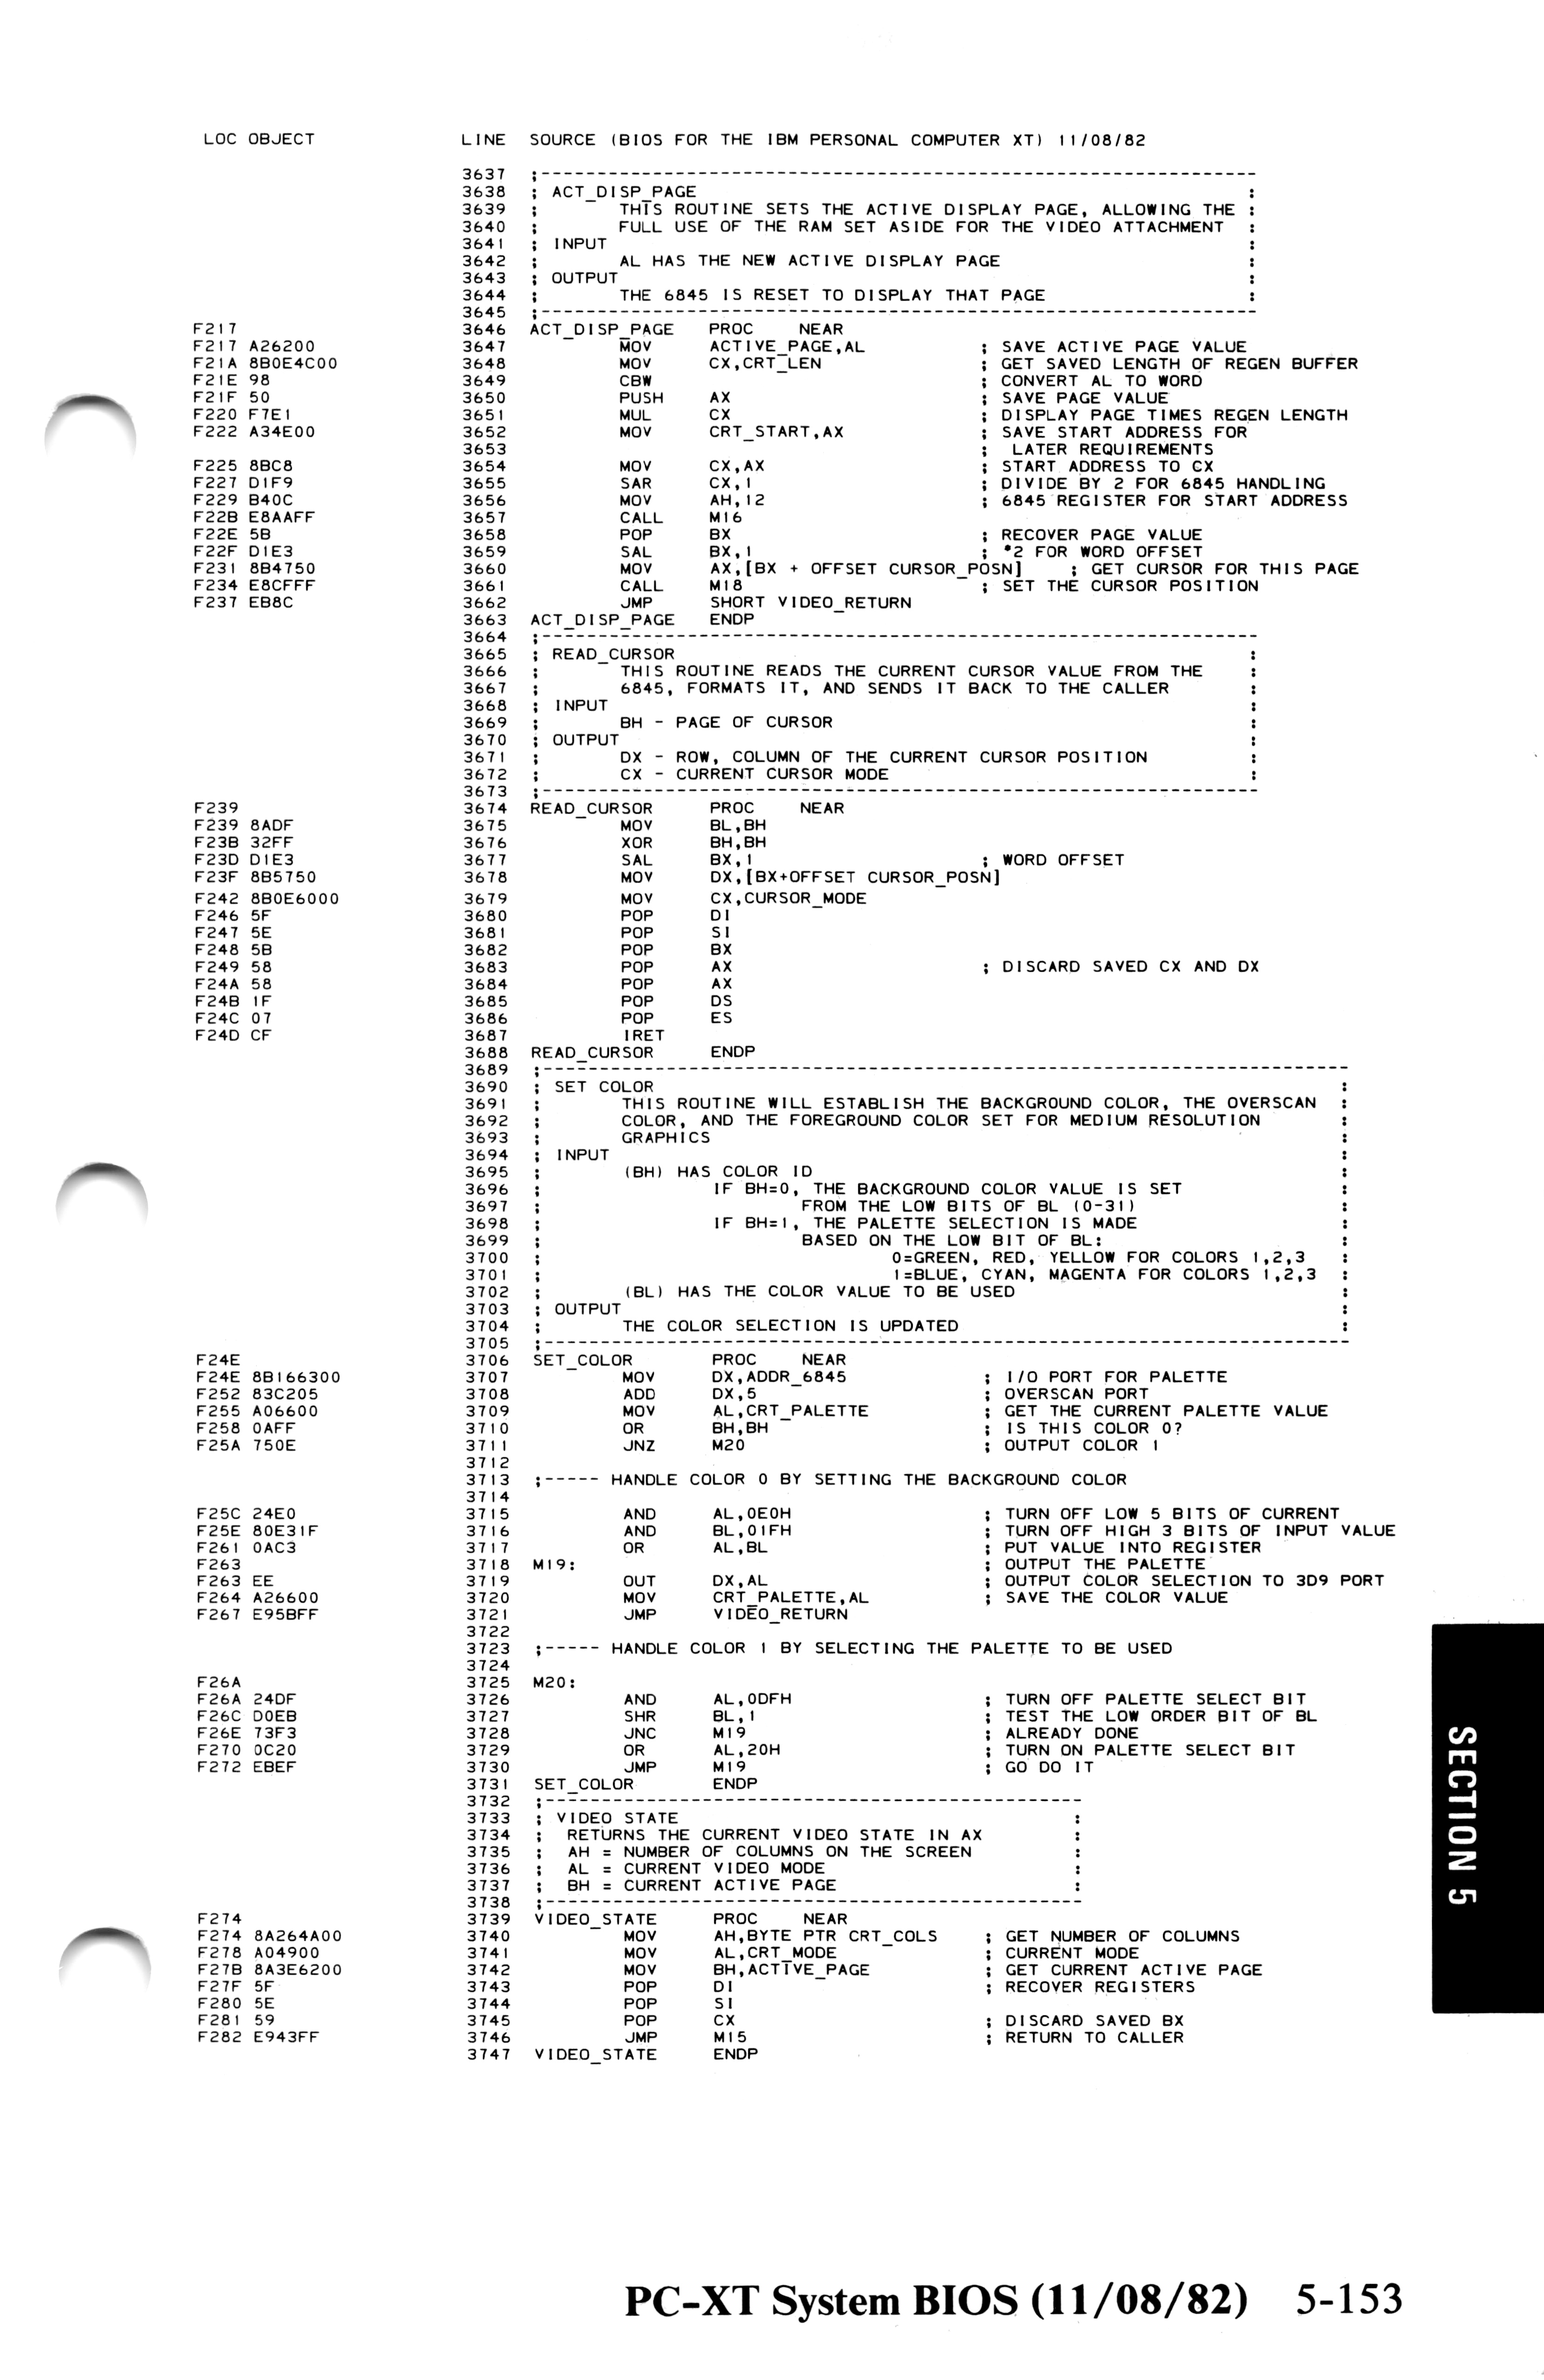 LOC OBJECT LINE SOURCE (BIOS FOR THE IBM PERSONAL COMPUTER XT) 11/08/82
3637 ;-------------------------------------------------------------------------
3638 ; ACT_DISP_PAGE :
3639 ; THIS ROUTINE SETS THE ACTIVE DISPLAY PAGE, ALLOWING THE :
3640 ; FULL USE OF THE RAM SET ASIDE FOR THE VIDEO ATTACHMENT :
3641 ; INPUT :
3642 ; AL HAS THE NEW ACTIVE DISPLAY PAGE :
3643 ; OUTPUT :
3644 ; THE 6845 IS RESET TO DISPLAY THAT PAGE :
3645 ;-------------------------------------------------------------------------
F217 3646 ACT_DISP_PAGE PROC NEAR
F217 A26200 3647 MOV ACTIVE_PAGE,AL ; SAVE ACTIVE PAGE VALUE
F21A 8B0E4C00 3648 MOV CX,CRT_LEN ; GET SAVED LENGTH OF REGEN BUFFER
F21E 98 3649 CBW ; CONVERT AL TO WORD
F21F 50 3650 PUSH AX ; SAVE PAGE VALUE
F220 F7E1 3651 MUL CX ; DISPLAY PAGE TIMES REGEN LENGTH
F222 A34E00 3652 MOV CRT_START,AX ; SAVE START ADDRESS FOR
3653 ; LATER REQUIREMENTS
F225 8BC8 3654 MOV CX,AX ; START ADDRESS TO CX
F227 D1F9 3655 SAR CX,1 ; DIVIDE BY 2 FOR 6845 HANDLING
F229 B40C 3656 MOV AH,12 ; 6845 REGISTER FOR START ADDRESS
F22B E8AAFF 3657 CALL M16
F22E 5B 3658 POP BX ; RECOVER PAGE VALUE
F22F D1E3 3659 SAL BX,1 ; *2 FOR WORD OFFSET
F231 8B4750 3660 MOV AX,[BX + OFFSET CURSOR_POSN] ; GET CURSOR FOR THIS PAGE
F234 E8CFFF 3661 CALL M18 ; SET THE CURSOR POSITION
F237 EB8C 3662 JMP SHORT VIDEO_RETURN
3663 ACT_DISP_PAGE ENDP
3664 ;-------------------------------------------------------------------------
3665 ; READ_CURSOR :
3666 ; THIS ROUTINE READS THE CURRENT CURSOR VALUE FROM THE :
3667 ; 6845, FORMATS IT, AND SENDS IT BACK TO THE CALLER :
3668 ; INPUT :
3669 ; BH - PAGE OF CURSOR :
3670 ; OUTPUT :
3671 ; DX - ROW, COLUMN OF THE CURRENT CURSOR POSITION :
3672 ; CX - CURRENT CURSOR MODE :
3673 ;-------------------------------------------------------------------------
F239 3674 READ_CURSOR PROC NEAR
F239 8ADF 3675 MOV BL,BH
F23B 32FF 3676 XOR BH,BH
F23D D1E3 3677 SAL BX,1 ; WORD OFFSET
F23F 8B5750 3678 MOV DX,[BX+OFFSET CURSOR_POSN]
F242 8B0E6000 3679 MOV CX,CURSOR_MODE
F246 5F 3680 POP DI
F247 5E 3681 POP SI
F248 5B 3682 POP BX
F249 58 3683 POP AX ; DISCARD SAVED CX AND DX
F24A 58 3684 POP AX
F24B 1F 3685 POP DS
F24C 07 3686 POP ES
F24D CF 3687 IRET
3688 READ_CURSOR ENDP
3689 ;-----------------------------------------------------------------------------------
3690 ; SET COLOR :
3691 ; THIS ROUTINE WILL ESTABLISH THE BACKGROUND COLOR, THE OVERSCAN :
3692 ; COLOR, AND THE FOREGROUND COLOR SET FOR MEDIUM RESOLUTION :
3693 ; GRAPHICS :
3694 ; INPUT :
3695 ; (BH) HAS COLOR ID :
3696 ; IF BH=0, THE BACKGROUND COLOR VALUE IS SET :
3697 ; FROM THE LOW BITS OF BL (0-31) :
3698 ; IF BH=1, THE PALETTE SELECTION IS MADE :
3699 ; BASED ON THE LOW BIT OF BL: :
3700 ; 0=GREEN, RED, YELLOW FOR COLORS 1,2,3 :
3701 ; 1=BLUE, CYAN, MAGENTA FOR COLORS 1,2,3 :
3702 ; (BL) HAS THE COLOR VALUE TO BE USED :
3703 ; OUTPUT :
3704 ; THE COLOR SELECTION IS UPDATED :
3705 ;-----------------------------------------------------------------------------------
F24E 3706 SET_COLOR PROC NEAR
F24E 8B166300 3707 MOV DX,ADDR_6845 ; I/O PORT FOR PALETTE
F252 83C205 3708 ADD DX,5 ; OVERSCAN PORT
F255 A06600 3709 MOV AL,CRT_PALETTE ; GET THE CURRENT PALETTE VALUE
F258 0AFF 3710 OR BH,BH ; IS THIS COLOR 0?
F25A 750E 3711 JNZ M20 ; OUTPUT COLOR 1
3712
3713 ;----- HANDLE COLOR 0 BY SETTING THE BACKGROUND COLOR
3714
F25C 24E0 3715 AND AL,0E0H ; TURN OFF LOW 5 BITS OF CURRENT
F25E 80E31F 3716 AND BL,01FH ; TURN OFF HIGH 3 BITS OF INPUT VALUE
F261 0AC3 3717 OR AL,BL ; PUT VALUE INTO REGISTER
F263 3718 M19: ; OUTPUT THE PALETTE
F263 EE 3719 OUT DX,AL ; OUTPUT COLOR SELECTION TO 3D9 PORT
F264 A26600 3720 MOV CRT_PALETTE,AL ; SAVE THE COLOR VALUE
F267 E95BFF 3721 JMP VIDEO_RETURN
3722
3723 ;----- HANDLE COLOR 1 BY SELECTING THE PALETTE TO BE USED
3724
F26A 3725 M20:
F26A 24DF 3726 AND AL,0DFH ; TURN OFF PALETTE SELECT BIT
F26C D0EB 3727 SHR BL,1 ; TEST THE LOW ORDER BIT OF BL
F26E 73F3 3728 JNC M19 ; ALREADY DONE
F270 0C20 3729 OR AL,20H ; TURN ON PALETTE SELECT BIT
F272 EBEF 3730 JMP M19 ; GO DO IT
3731 SET_COLOR ENDP
3732 ;-------------------------------------------------------
3733 ; VIDEO STATE :
3734 ; RETURNS THE CURRENT VIDEO STATE IN AX :
3735 ; AH = NUMBER OF COLUMNS ON THE SCREEN :
3736 ; AL = CURRENT VIDEO MODE :
3737 ; BH = CURRENT ACTIVE PAGE :
3738 ;-------------------------------------------------------
F274 3739 VIDEO_STATE PROC NEAR
F274 8A264A00 3740 MOV AH,BYTE PTR CRT_COLS ; GET NUMBER OF COLUMNS
F278 A04900 3741 MOV AL,CRT_MODE ; CURRENT MODE
F27B 8A3E6200 3742 MOV BH,ACTIVE_PAGE ; GET CURRENT ACTIVE PAGE
F27F 5F 3743 POP DI ; RECOVER REGISTERS
F280 5E 3744 POP SI
F281 59 3745 POP CX ; DISCARD SAVED BX
F282 E943FF 3746 JMP M15 ; RETURN TO CALLER
3747 VIDEO_STATE ENDP
SECTION 5
PC-XT System BIOS (11/08/82) 5-153